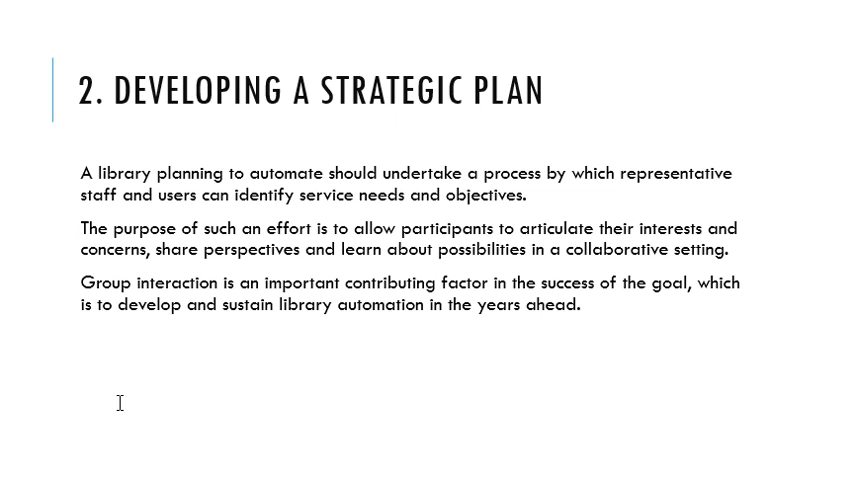 2. DEVELOPING A STRATEGIC PLAN
A library planning to automate should undertake a process by which representative
staff and users can identify service needs and objectives.
The purpose of such an effort is to allow participants to articulate their interests and
concerns, share perspectives and learn about possibilities in a collaborative setting.
Group interaction is an important contributing factor in the success of the goal, which
is to develop and sustain library automation in the years ahead.